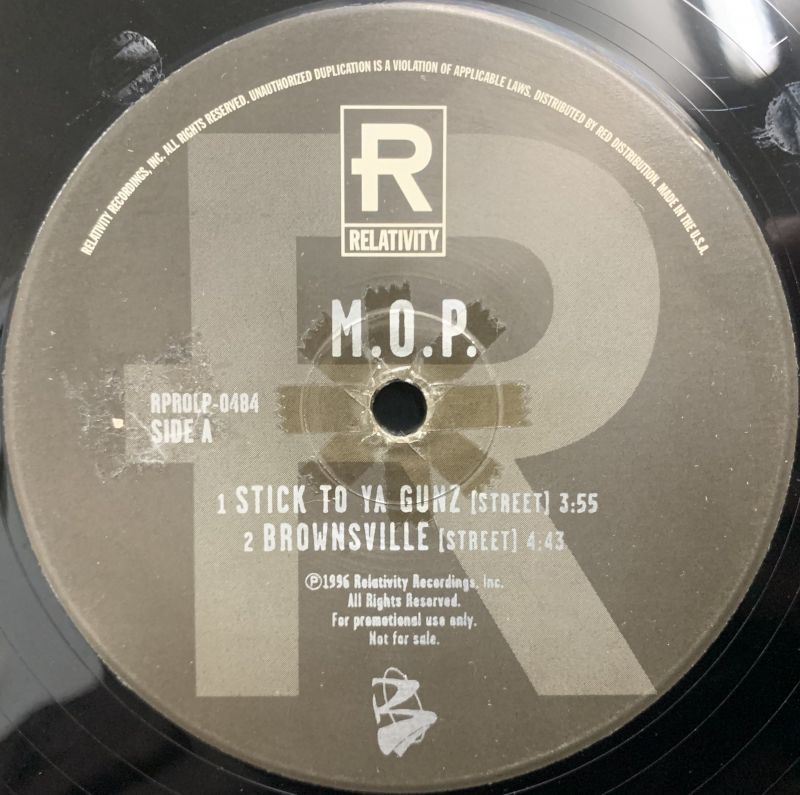 RELATIVITY RECORDINGS, INC. ALL RIGHTS RESERVED. UNAUTHORIZED DUPLICATION IS A VIOLATION OF APPLICABLE LAWS. DISTRIBUTED BY RED DISTRIBUTION. MADE IN THE U.S.A.
R
RELATIVITY
M.O.P.
RPROLP-0484
SIDE A
1 STICK TO YA GUNZ [STREET] 3:55
2 BROWNSVILLE [STREET] 4:43
℗1996 Relativity Recordings, Inc.
All Rights Reserved.
For promotional use only.
Not for sale.